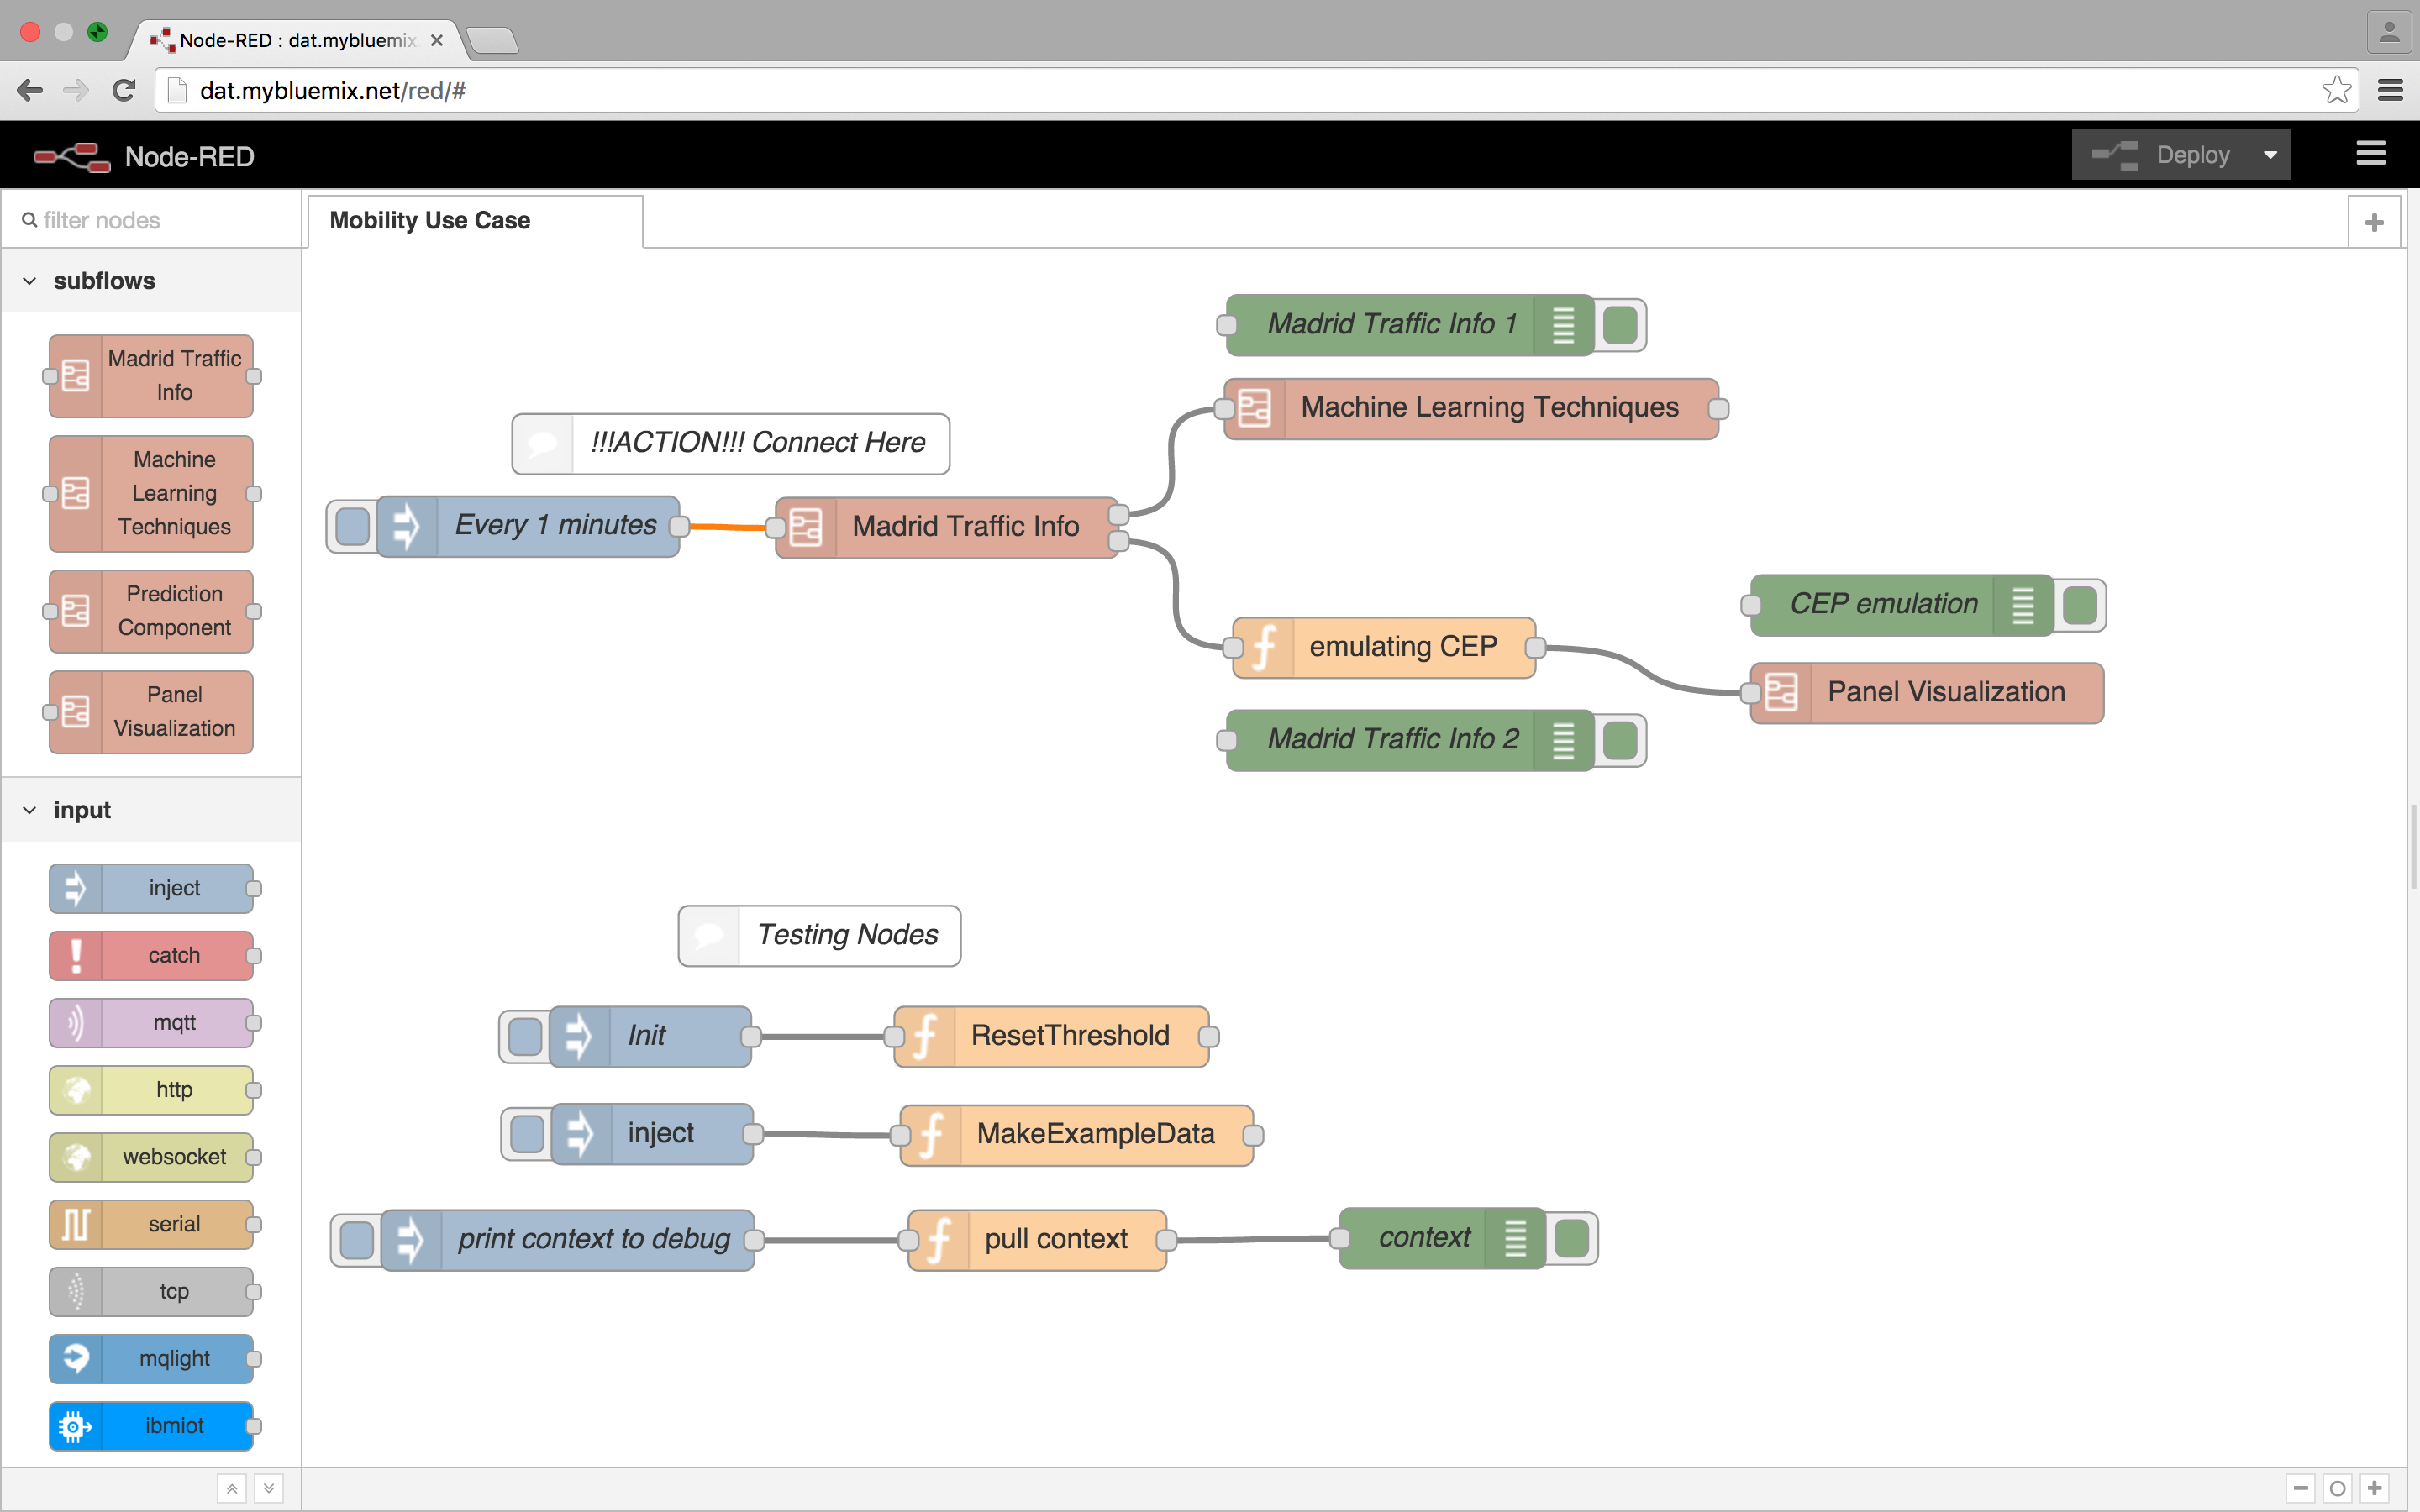 Node-RED : dat.mybluemix
dat.mybluemix.net/red/#
Node-RED
Deploy
filter nodes
Mobility Use Case
subflows
Madrid Traffic
Info
Machine
Learning
Techniques
Prediction
Component
Panel
Visualization
input
inject
catch
mqtt
http
websocket
serial
tcp
mqlight
ibmiot
Madrid Traffic Info 1
Machine Learning Techniques
!!!ACTION!!! Connect Here
Every 1 minutes
Madrid Traffic Info
CEP emulation
emulating CEP
Panel Visualization
Madrid Traffic Info 2
Testing Nodes
Init
ResetThreshold
inject
MakeExampleData
print context to debug
pull context
context